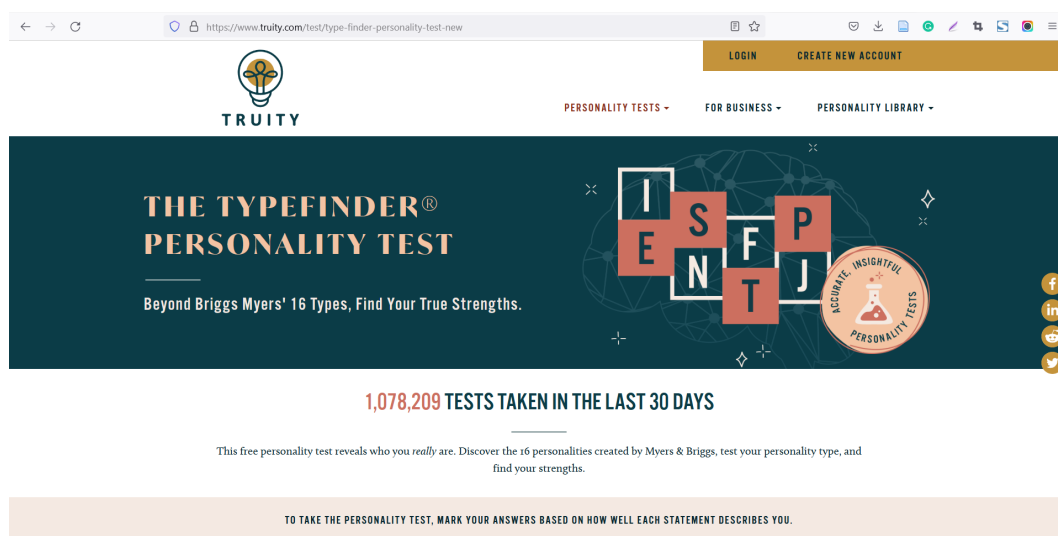 https://www.truity.com/test/type-finder-personality-test-new
LOGIN CREATE NEW ACCOUNT
TRUITY
PERSONALITY TESTS FOR BUSINESS PERSONALITY LIBRARY
THE TYPEFINDER®
PERSONALITY TEST
Beyond Briggs Myers' 16 Types, Find Your True Strengths.
I S F P
E N T J
ACCURATE, INSIGHTFUL
PERSONALITY TESTS
1,078,209 TESTS TAKEN IN THE LAST 30 DAYS
This free personality test reveals who you really are. Discover the 16 personalities created by Myers & Briggs, test your personality type, and
find your strengths.
TO TAKE THE PERSONALITY TEST, MARK YOUR ANSWERS BASED ON HOW WELL EACH STATEMENT DESCRIBES YOU.